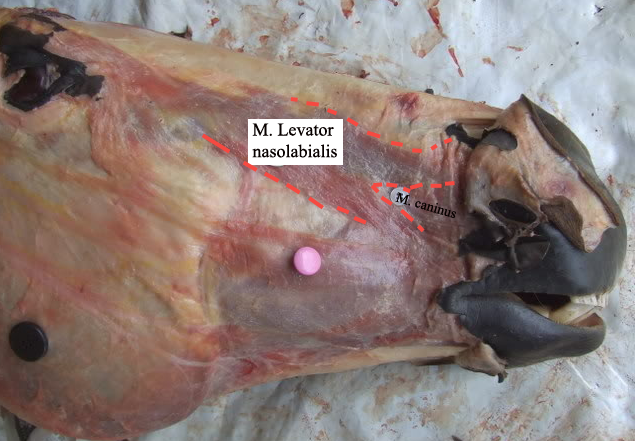 M. Levator
nasolabialis
M. caninus